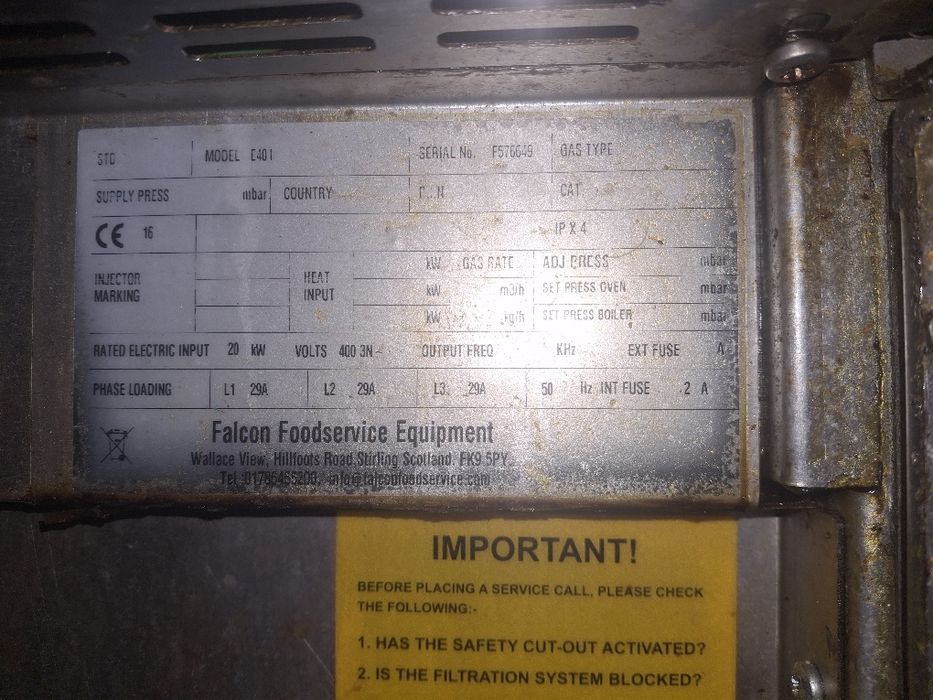 STD MODEL E401 SERIAL No. F576649 GAS TYPE
SUPPLY PRESS mbar COUNTRY CAT
CE 16 IP X 4
INJECTOR MARKING HEAT INPUT
kW GAS RATE ADJ PRESS mbar
kW m3/h SET PRESS OVEN mbar
kW kg/h SET PRESS BOILER mbar
RATED ELECTRIC INPUT 20 kW VOLTS 400 3N~ OUTPUT FREQ KHz EXT FUSE A
PHASE LOADING L1 29A L2 29A L3 29A 50 Hz INT FUSE 2 A
Falcon Foodservice Equipment
Wallace View, Hillfoots Road.Stirling Scotland. FK9 5PY.
Tel :01786455200, info@falconfoodservice.com
IMPORTANT!
BEFORE PLACING A SERVICE CALL, PLEASE CHECK
THE FOLLOWING:-
1. HAS THE SAFETY CUT-OUT ACTIVATED?
2. IS THE FILTRATION SYSTEM BLOCKED?